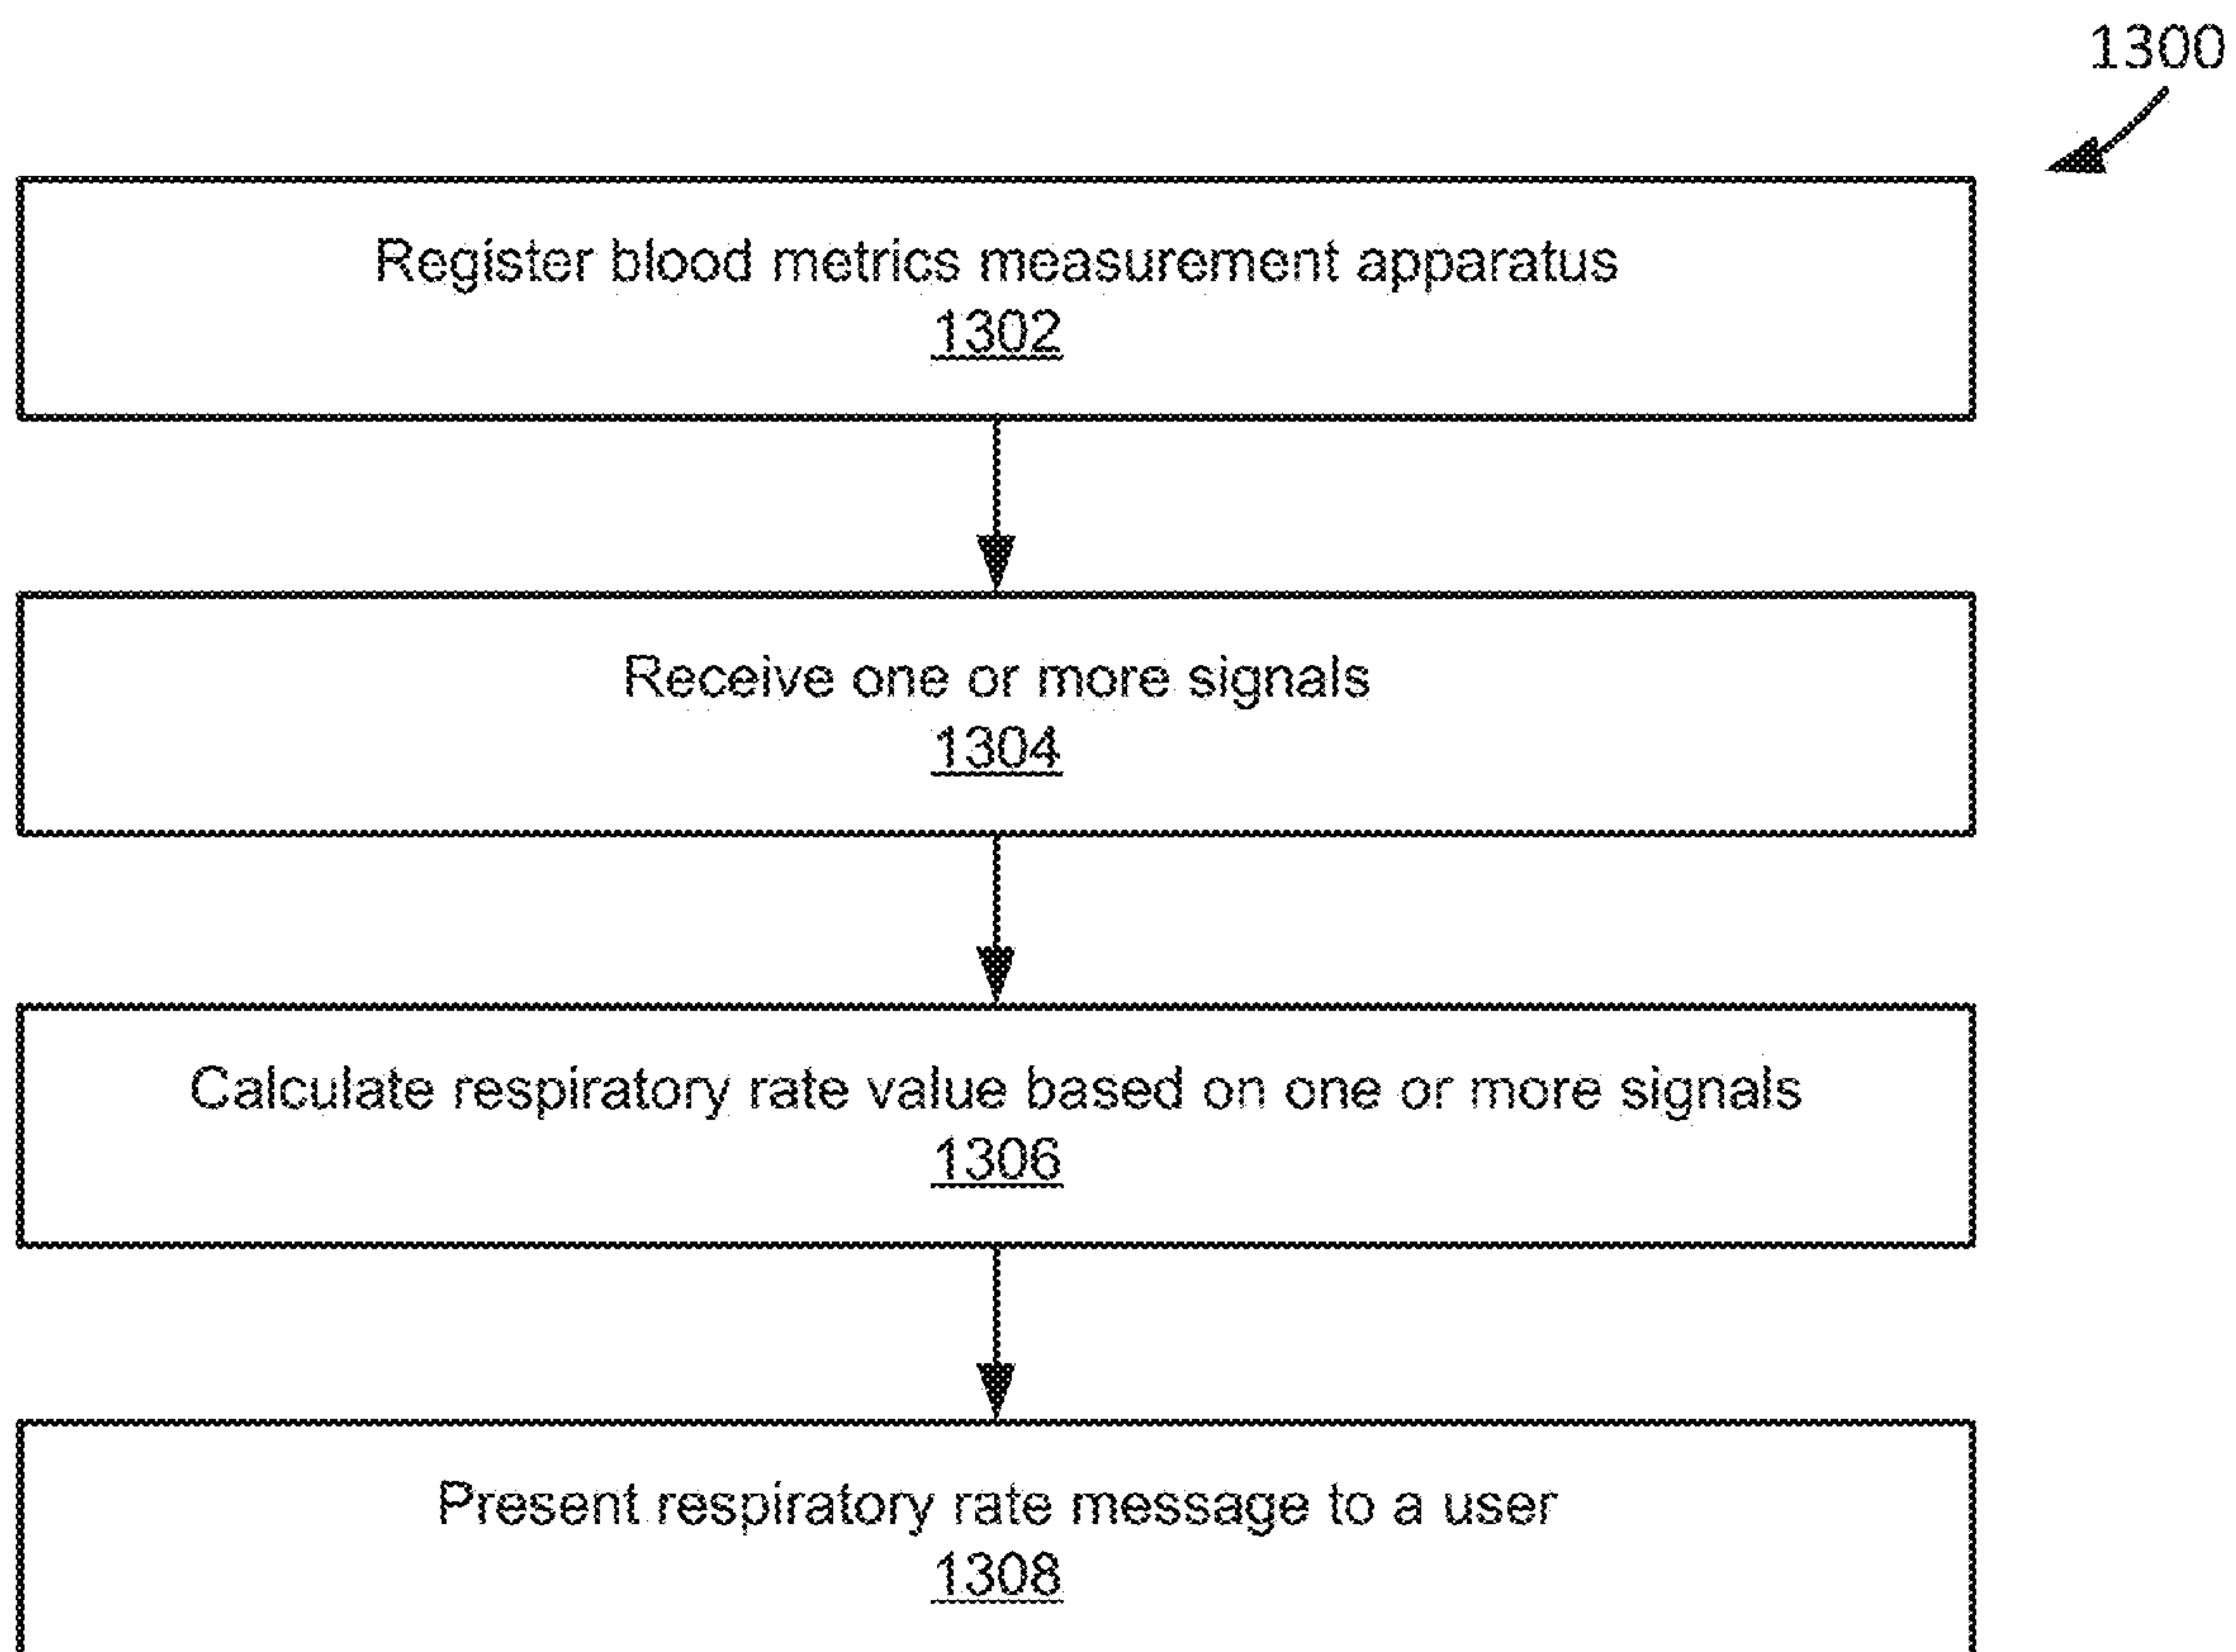 1300
Register blood metrics measurement apparatus
1302
Receive one or more signals
1304
Calculate respiratory rate value based on one or more signals
1306
Present respiratory rate message to a user
1308